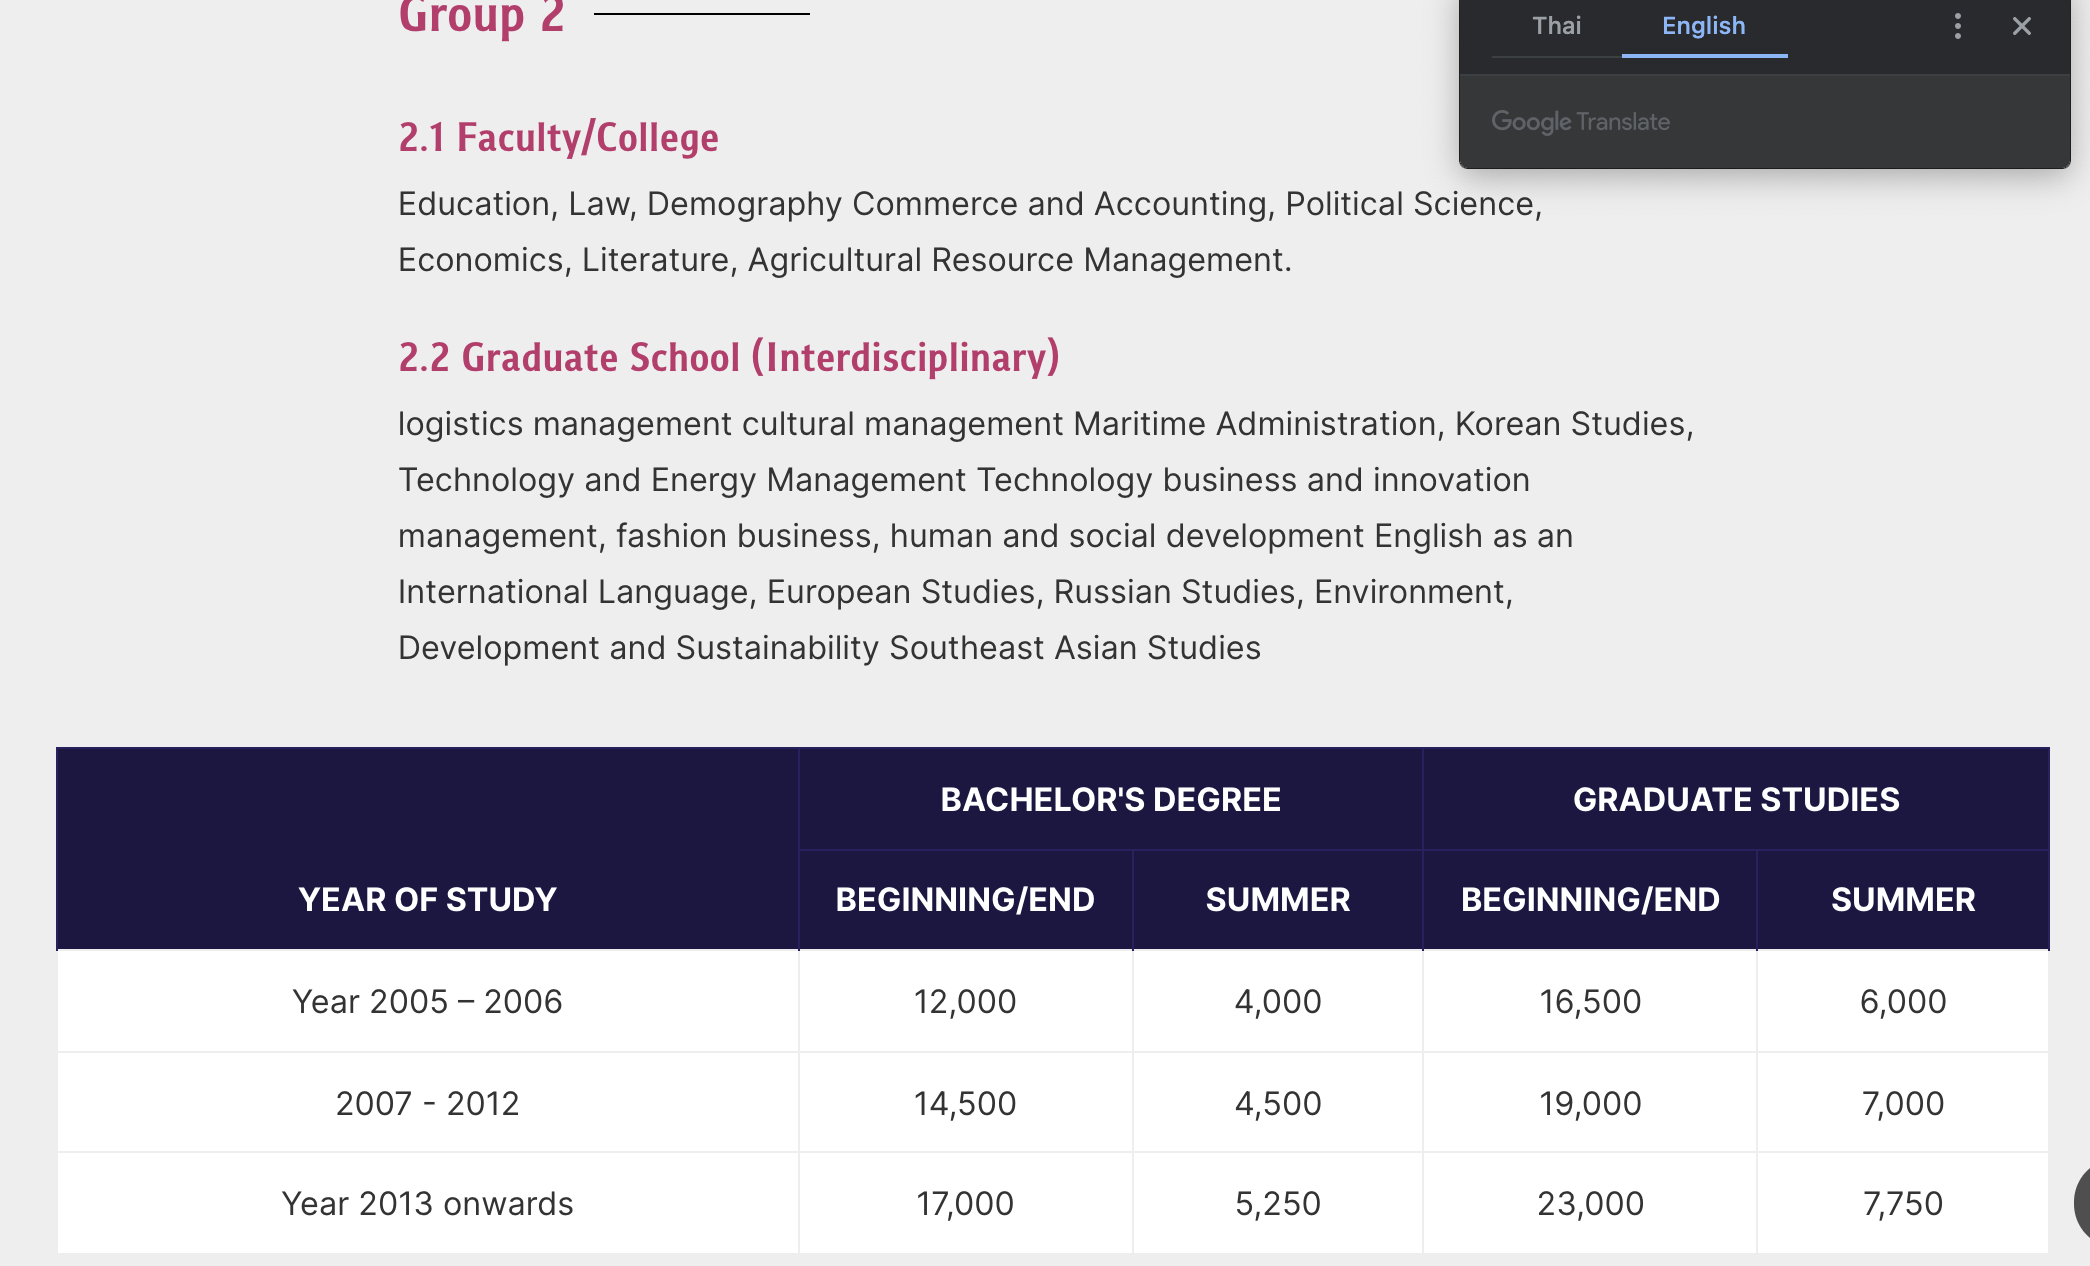 Group 2
Thai English
Google Translate
2.1 Faculty/College
Education, Law, Demography Commerce and Accounting, Political Science,
Economics, Literature, Agricultural Resource Management.
2.2 Graduate School (Interdisciplinary)
logistics management cultural management Maritime Administration, Korean Studies,
Technology and Energy Management Technology business and innovation
management, fashion business, human and social development English as an
International Language, European Studies, Russian Studies, Environment,
Development and Sustainability Southeast Asian Studies
BACHELOR'S DEGREE GRADUATE STUDIES
YEAR OF STUDY BEGINNING/END SUMMER BEGINNING/END SUMMER
Year 2005 – 2006 12,000 4,000 16,500 6,000
2007 - 2012 14,500 4,500 19,000 7,000
Year 2013 onwards 17,000 5,250 23,000 7,750